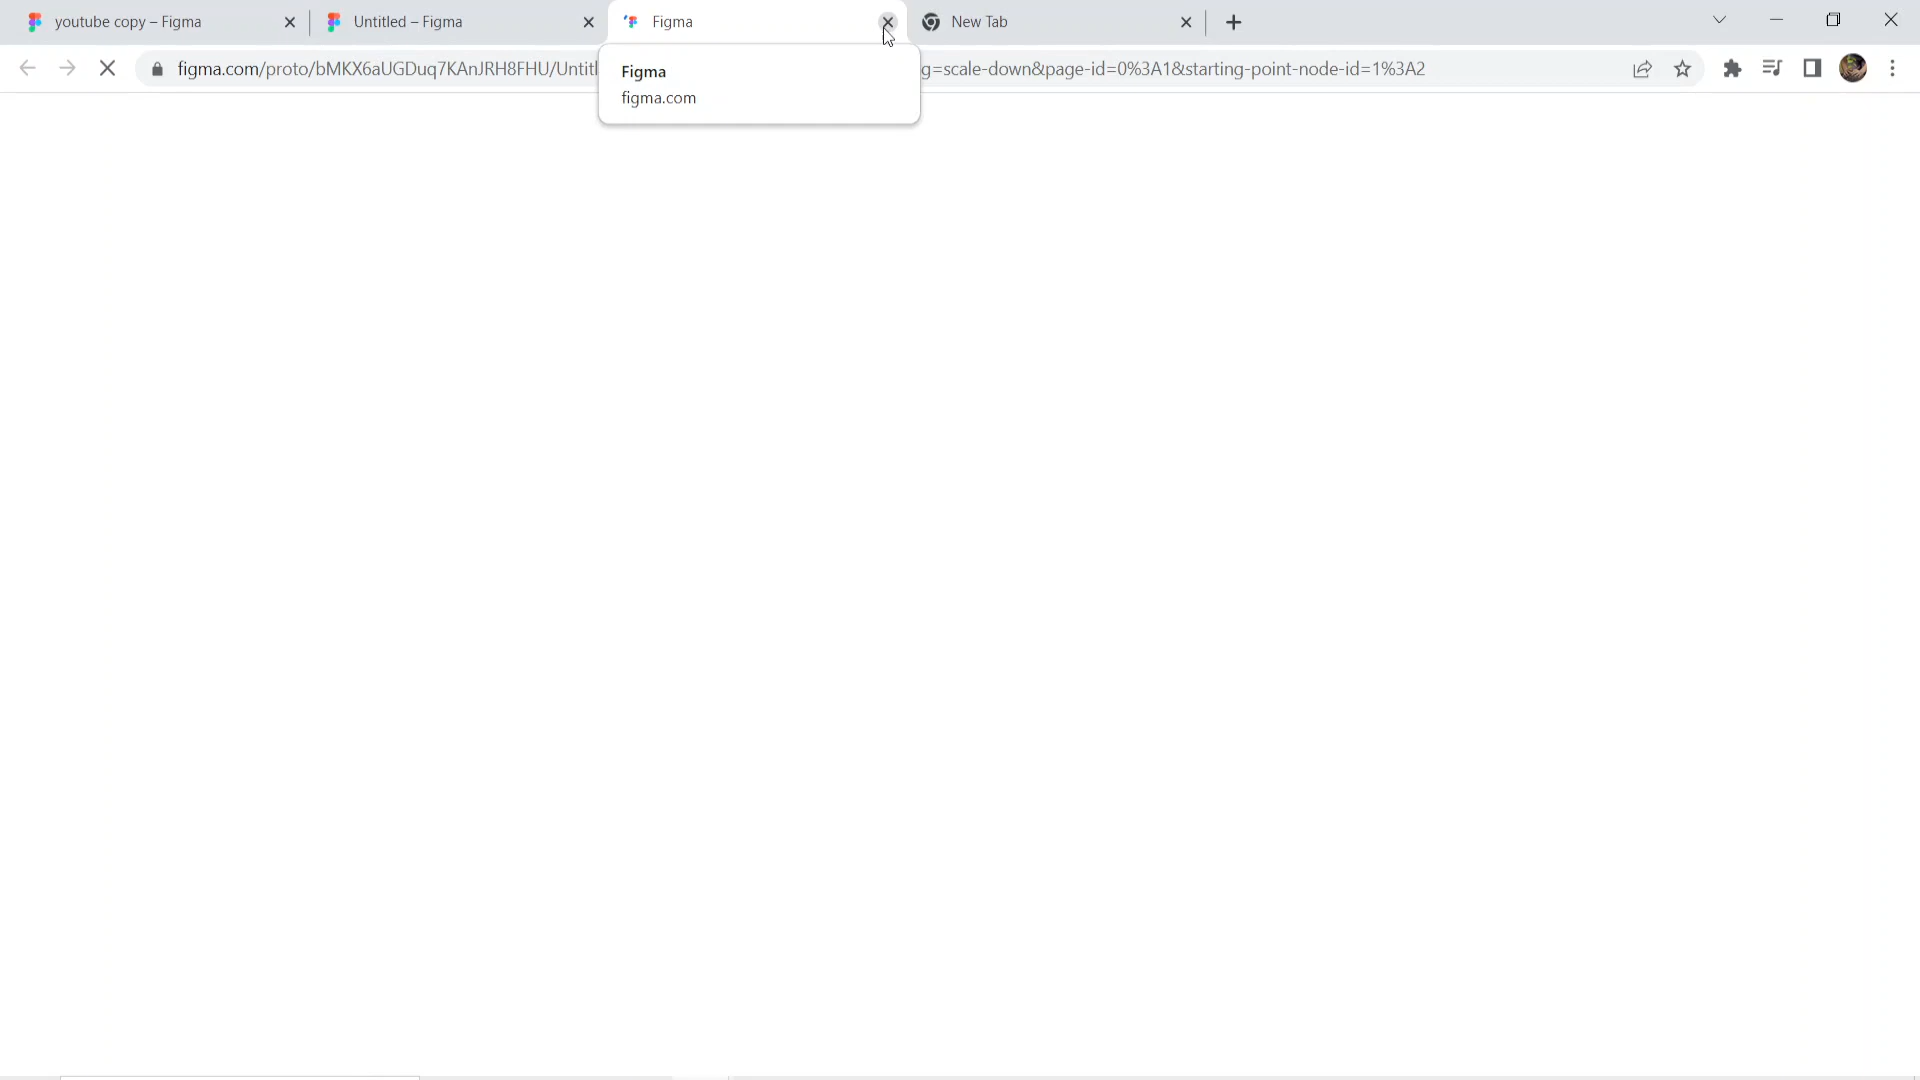 youtube copy – Figma
Untitled – Figma
Figma
New Tab
figma.com/proto/bMKX6aUGDuq7KAnJRH8FHU/Untitl
g=scale-down&page-id=0%3A1&starting-point-node-id=1%3A2
Figma
figma.com